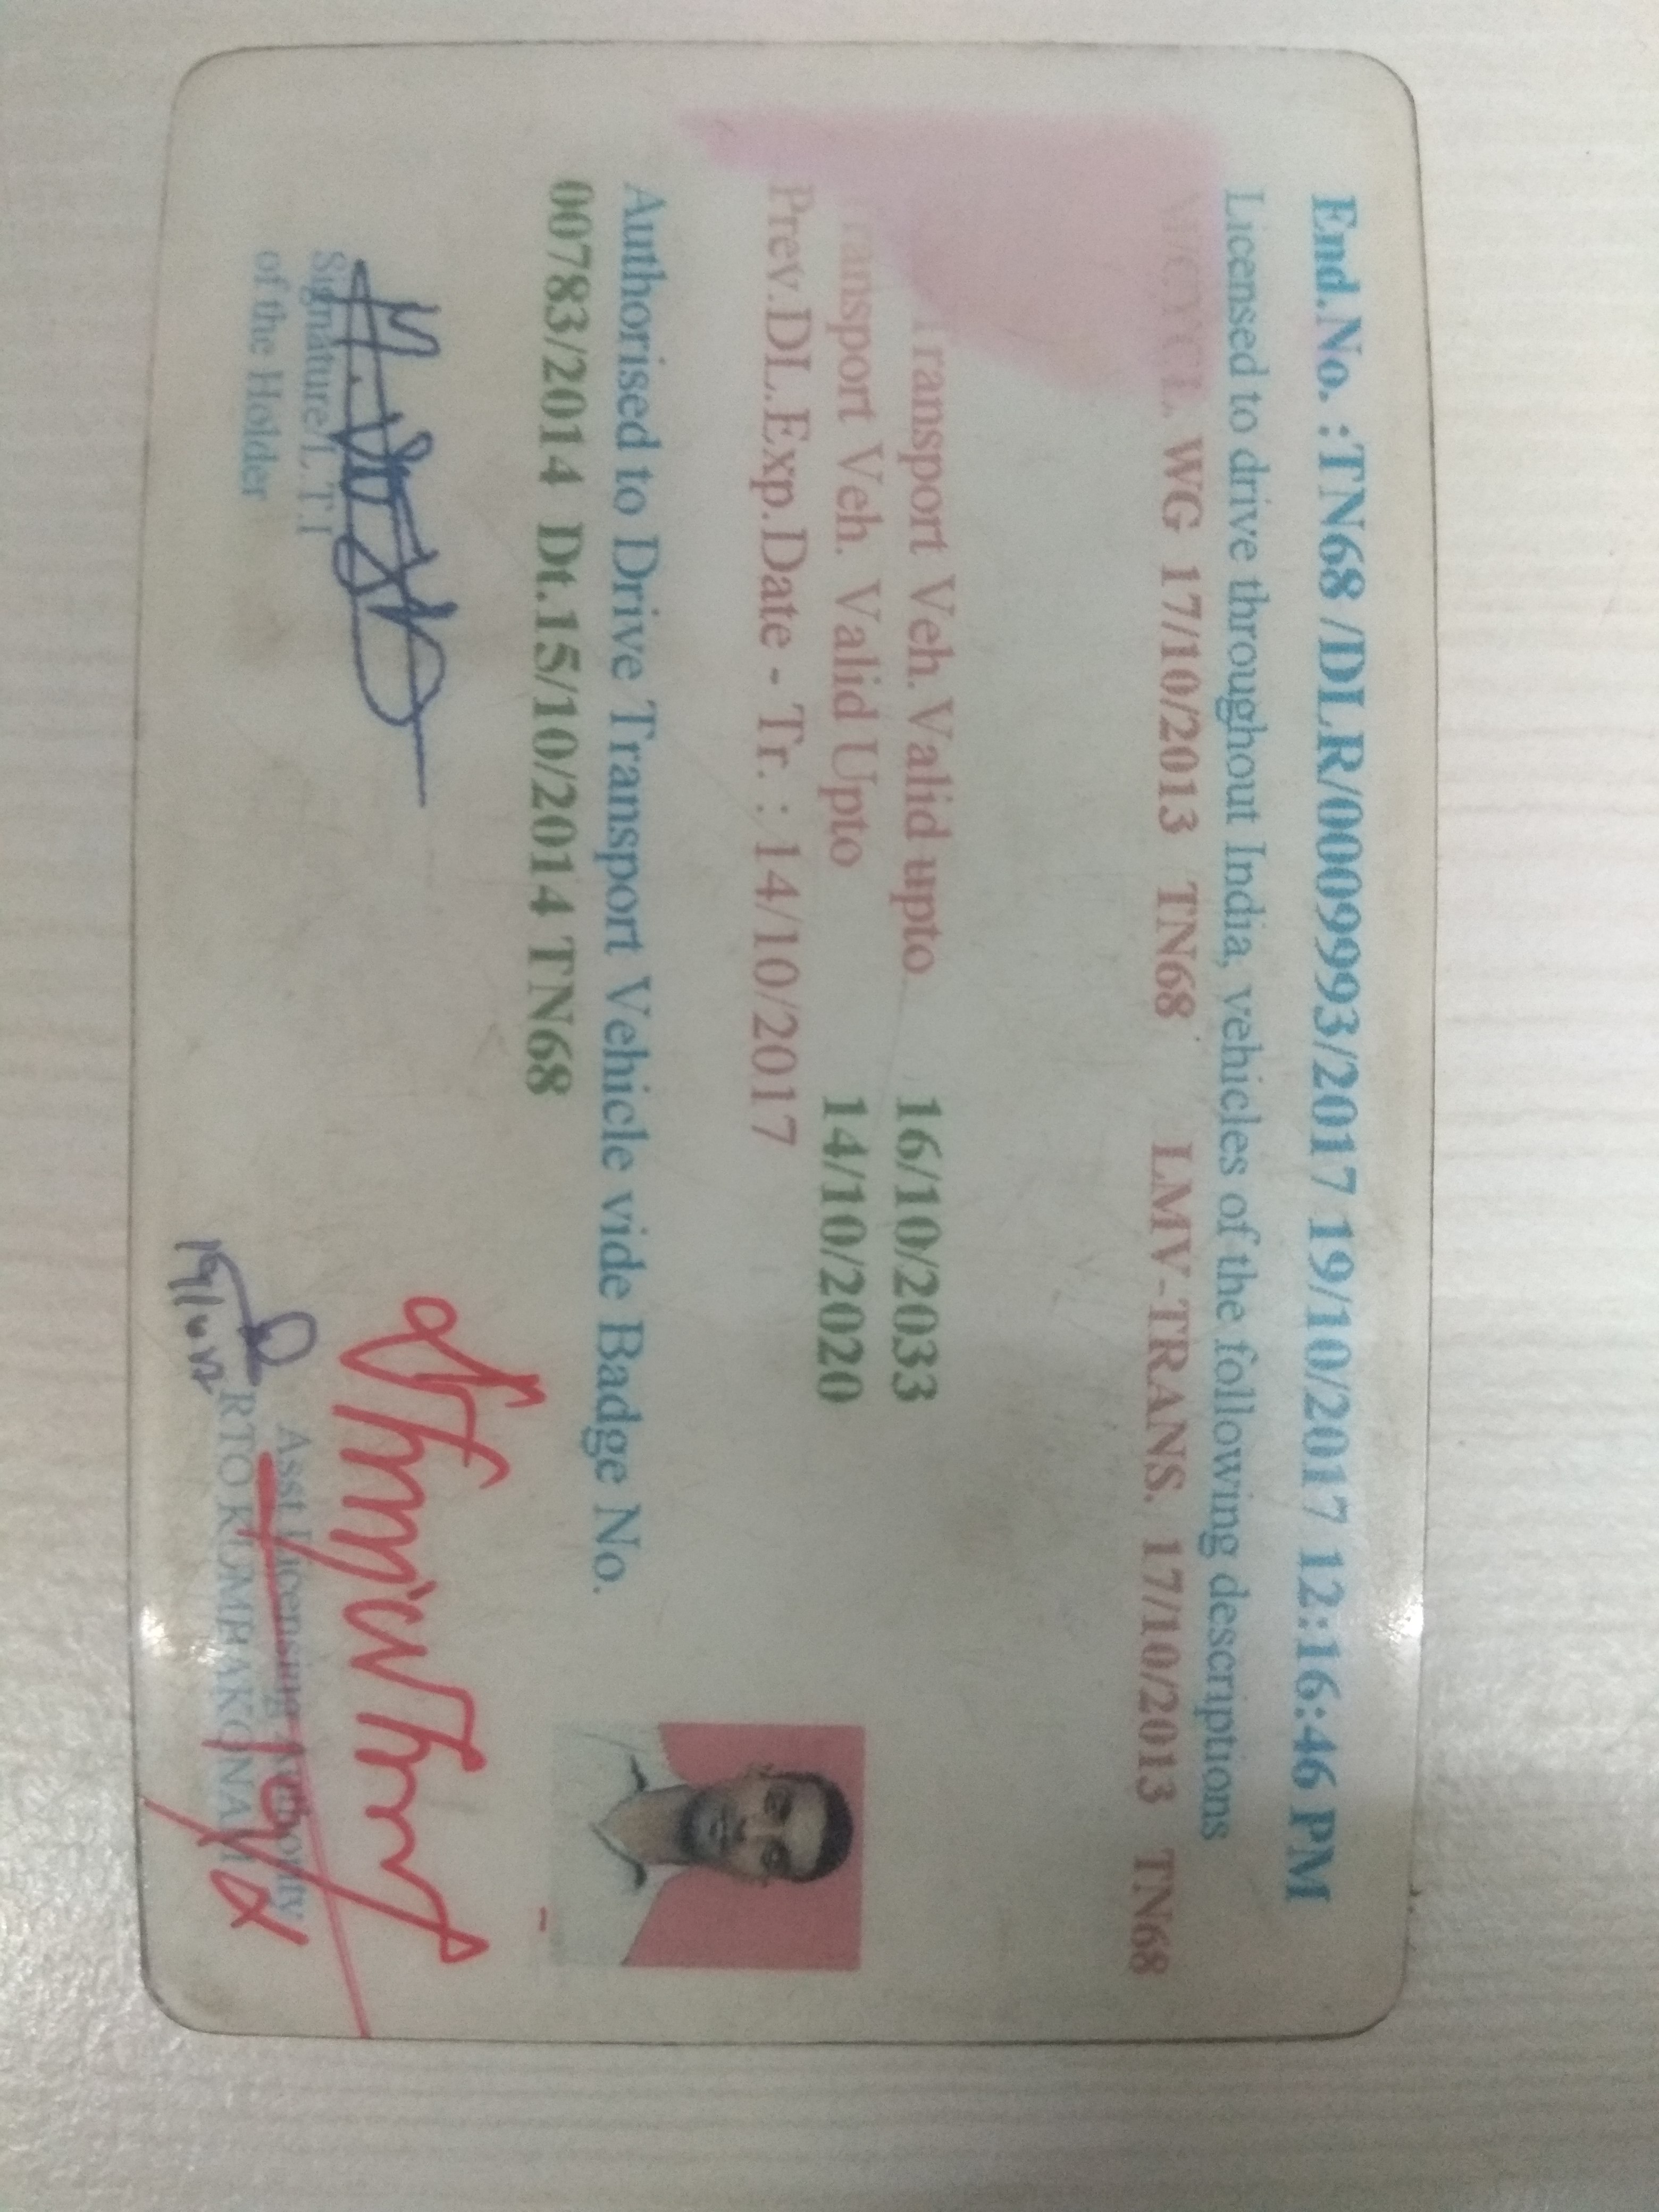 End.No. :TN68 /DLR/0009993/2017 19/10/2017 12:16:46 PM
Licensed to drive throughout India, vehicles of the following descriptions
M/CYCL. WG 17/10/2013 TN68 LMV-TRANS. 17/10/2013 TN68
Transport Veh. Valid upto 16/10/2033
Transport Veh. Valid Upto 14/10/2020
Prev.DL.Exp.Date - Tr. : 14/10/2017
Authorised to Drive Transport Vehicle vide Badge No.
00783/2014 Dt.15/10/2014 TN68
Signature/L.T.I
of the Holder
Asst Licensing Authority
RTO KUMBAKONAM